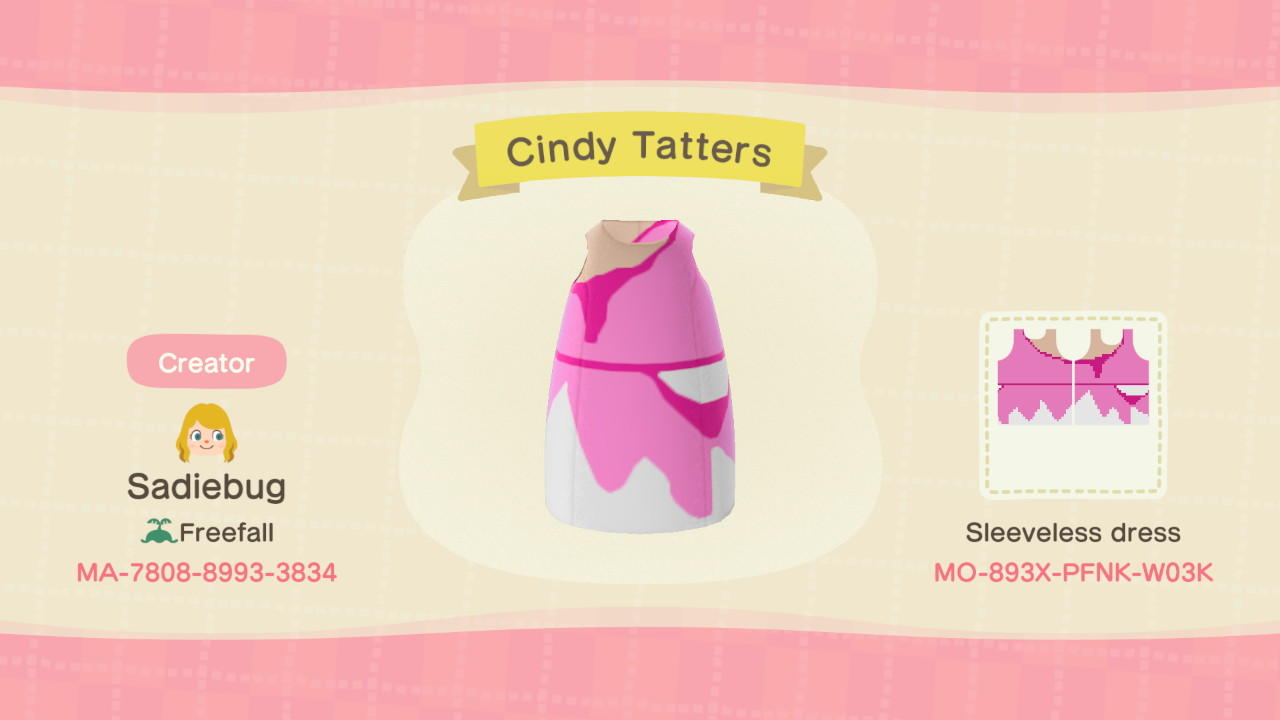 Cindy Tatters
Creator
Sadiebug
Freefall
MA-7808-8993-3834
Sleeveless dress
MO-893X-PFNK-W03K